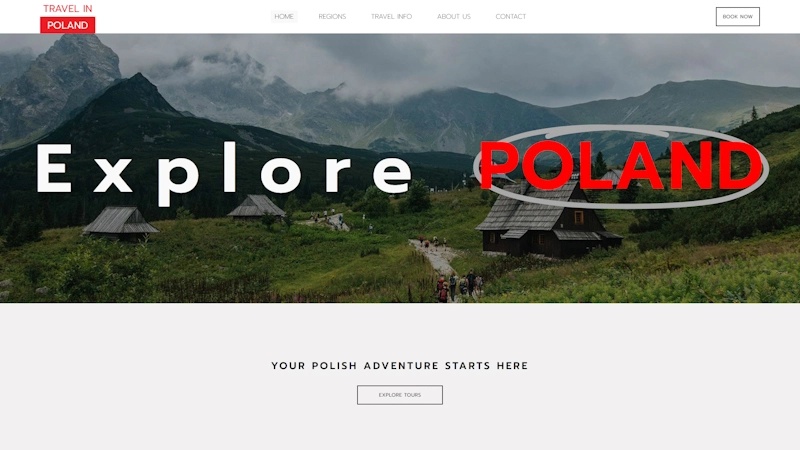 TRAVEL IN
POLAND
HOME
REGIONS
TRAVEL INFO
ABOUT US
CONTACT
BOOK NOW
Explore POLAND
YOUR POLISH ADVENTURE STARTS HERE
EXPLORE TOURS